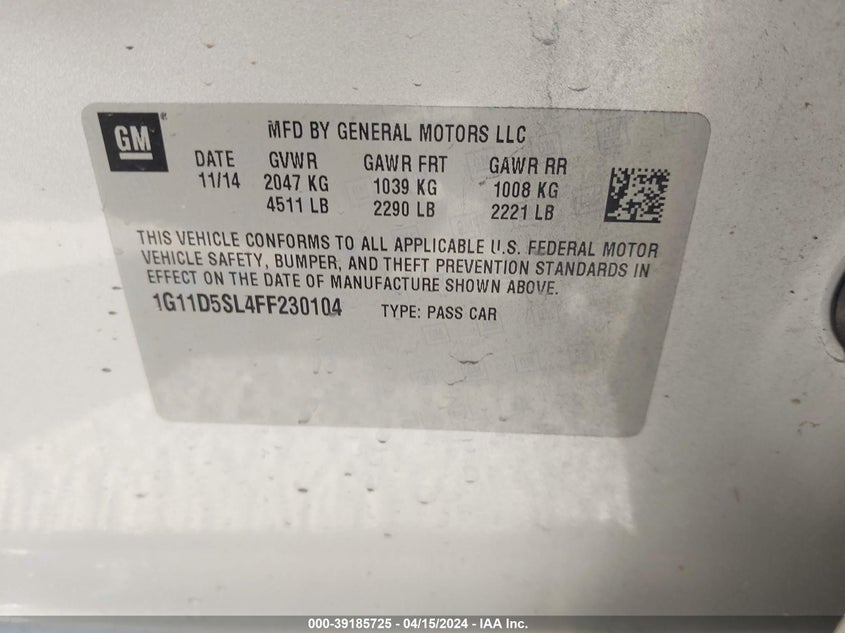 GM
MFD BY GENERAL MOTORS LLC
DATE GVWR GAWR FRT GAWR RR
11/14 2047 KG 1039 KG 1008 KG
4511 LB 2290 LB 2221 LB
THIS VEHICLE CONFORMS TO ALL APPLICABLE U.S. FEDERAL MOTOR
VEHICLE SAFETY, BUMPER, AND THEFT PREVENTION STANDARDS IN
EFFECT ON THE DATE OF MANUFACTURE SHOWN ABOVE.
1G11D5SL4FF230104 TYPE: PASS CAR
000-39185725 - 04/15/2024 - IAA Inc.